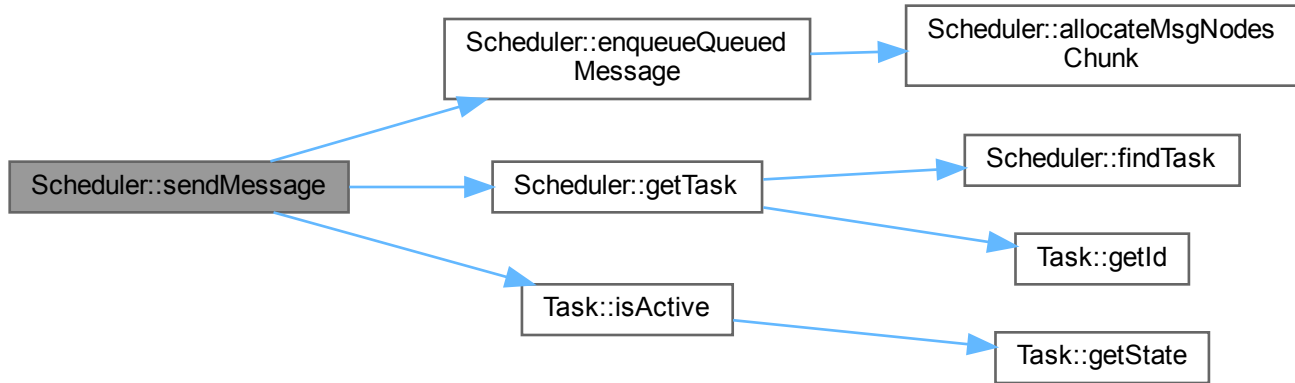 Scheduler::sendMessage
Scheduler::enqueueQueued
Message
Scheduler::allocateMsgNodes
Chunk
Scheduler::getTask
Scheduler::findTask
Task::getId
Task::isActive
Task::getState